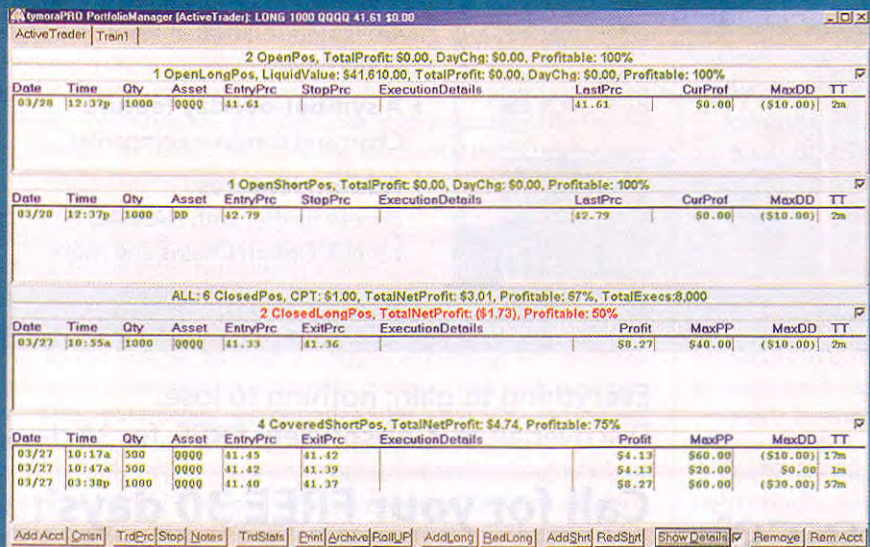 tymoraPRO PortfolioManager [ActiveTrader]: LONG 1000 QQQQ 41.61 $0.00
ActiveTrader Train1
2 OpenPos, TotalProfit: $0.00, DayChg: $0.00, Profitable: 100%
1 OpenLongPos, LiquidValue: $41,610.00, TotalProfit: $0.00, DayChg: $0.00, Profitable: 100%
Date Time Qty Asset EntryPrc StopPrc ExecutionDetails LastPrc CurProf MaxDD TT
03/28 12:37p 1000 QQQQ 41.61 41.61 $0.00 ($10.00) 2m
1 OpenShortPos, TotalProfit: $0.00, DayChg: $0.00, Profitable: 100%
Date Time Qty Asset EntryPrc StopPrc ExecutionDetails LastPrc CurProf MaxDD TT
03/28 12:37p 1000 DD 42.79 42.79 $0.00 ($10.00) 2m
ALL: 6 ClosedPos, CPT: $1.00, TotalNetProfit: $3.01, Profitable: 67%, TotalExecs:8,000
2 ClosedLongPos, TotalNetProfit: ($1.73), Profitable: 50%
Date Time Qty Asset EntryPrc ExitPrc ExecutionDetails Profit MaxPP MaxDD TT
03/27 10:55a 1000 QQQQ 41.33 41.36 $8.27 $40.00 ($10.00) 2m
4 CoveredShortPos, TotalNetProfit: $4.74, Profitable: 75%
Date Time Qty Asset EntryPrc ExitPrc ExecutionDetails Profit MaxPP MaxDD TT
03/27 10:17a 500 QQQQ 41.45 41.42 $4.13 $60.00 ($10.00) 17m
03/27 10:47a 500 QQQQ 41.42 41.39 $4.13 $20.00 $0.00 1m
03/27 03:38p 1000 QQQQ 41.40 41.37 $8.27 $60.00 ($30.00) 57m
Add Acct Cmsn TrdPrc Stop Notes TrdStats Print Archive RollUP AddLong RedLong AddShrt RedShrt Show Details Remove Rem Acct